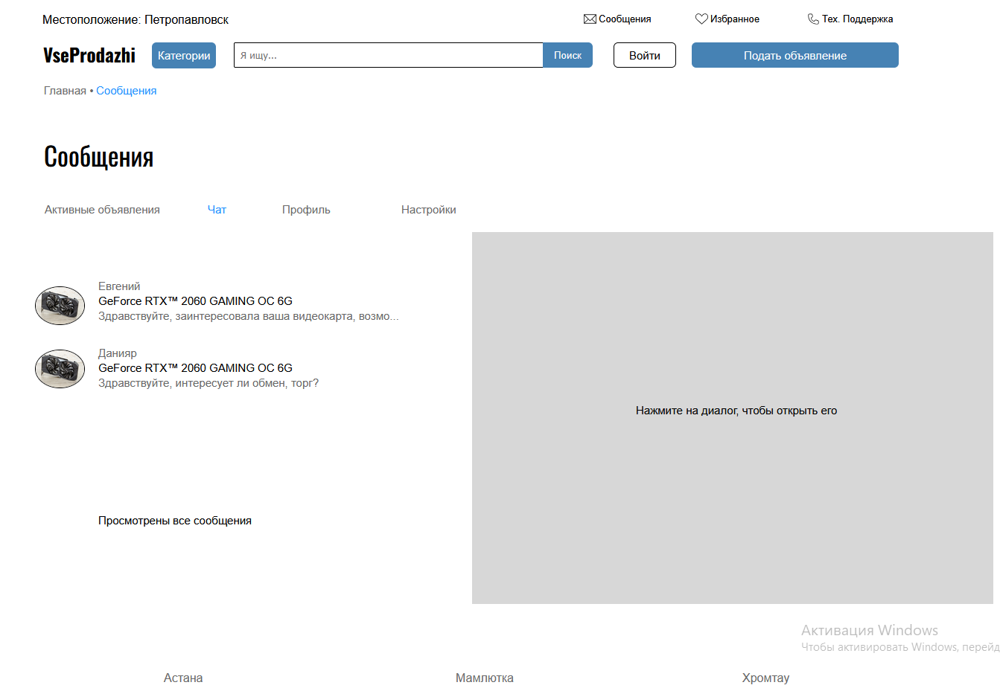 Местоположение: Петропавловск
Сообщения
Избранное
Тех. Поддержка
VseProdazhi
Категории
Я ищу...
Поиск
Войти
Подать объявление
Главная • Сообщения
Сообщения
Активные объявления
Чат
Профиль
Настройки
Евгений
GeForce RTX™ 2060 GAMING OC 6G
Здравствуйте, заинтересовала ваша видеокарта, возмо...
Данияр
GeForce RTX™ 2060 GAMING OC 6G
Здравствуйте, интересует ли обмен, торг?
Нажмите на диалог, чтобы открыть его
Просмотрены все сообщения
Активация Windows
Чтобы активировать Windows, перейд
Астана
Мамлютка
Хромтау